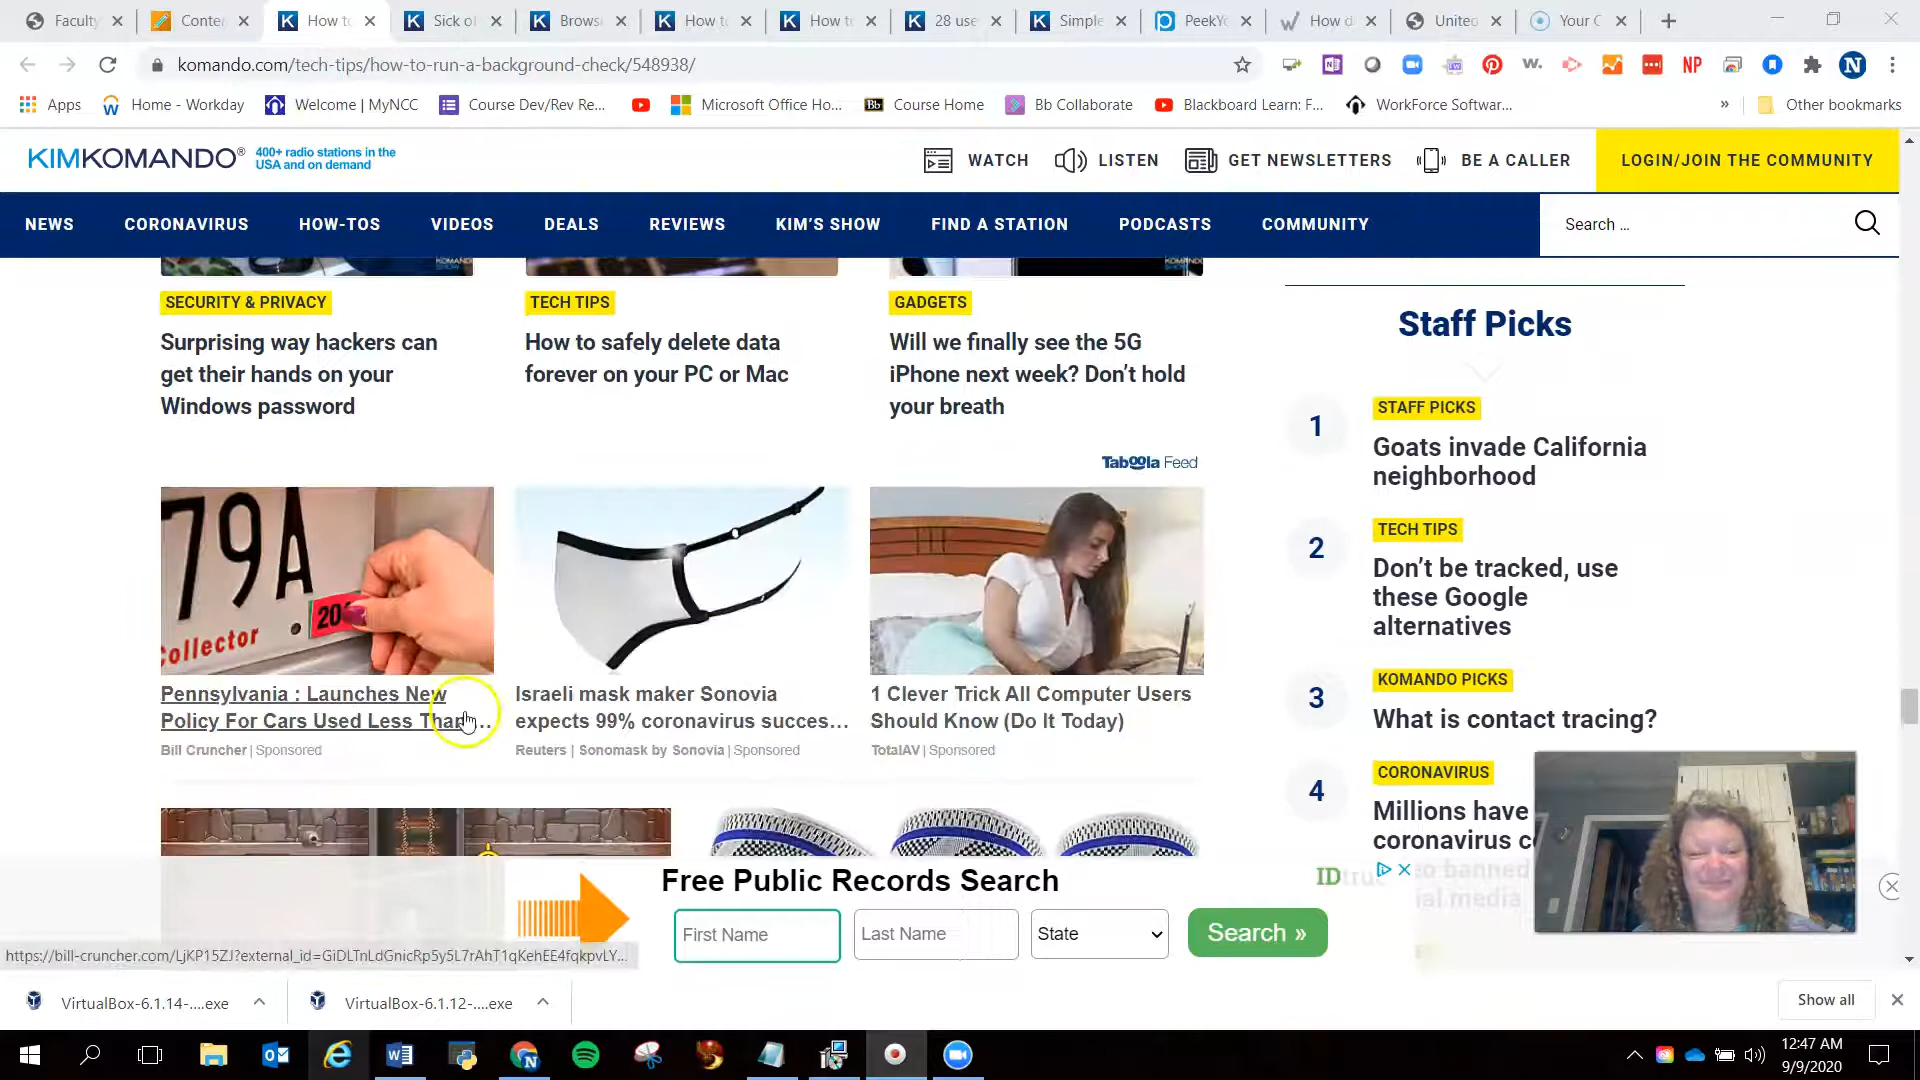 Faculty
Conte
How to
Sick o
Brows
How to
How to
28 use
Simple
PeekYo
How d
United
Your C
komando.com/tech-tips/how-to-run-a-background-check/548938/
NP
N
Apps
Home - Workday
Welcome | MyNCC
Course Dev/Rev Re...
Microsoft Office Ho...
Bb Course Home
Bb Collaborate
Blackboard Learn: F...
WorkForce Softwar...
»
Other bookmarks
KIMKOMANDO®
400+ radio stations in the
USA and on demand
WATCH
LISTEN
GET NEWSLETTERS
BE A CALLER
LOGIN/JOIN THE COMMUNITY
NEWS
CORONAVIRUS
HOW-TOS
VIDEOS
DEALS
REVIEWS
KIM'S SHOW
FIND A STATION
PODCASTS
COMMUNITY
Search ...
SECURITY & PRIVACY
Surprising way hackers can
get their hands on your
Windows password
TECH TIPS
How to safely delete data
forever on your PC or Mac
GADGETS
Will we finally see the 5G
iPhone next week? Don't hold
your breath
Taboola Feed
79A
20
ollector
Pennsylvania : Launches New
Policy For Cars Used Less Than...
Bill Cruncher | Sponsored
Israeli mask maker Sonovia
expects 99% coronavirus succes...
Reuters | Sonomask by Sonovia | Sponsored
1 Clever Trick All Computer Users
Should Know (Do It Today)
TotalAV | Sponsored
Staff Picks
1
STAFF PICKS
Goats invade California
neighborhood
2
TECH TIPS
Don't be tracked, use
these Google
alternatives
3
KOMANDO PICKS
What is contact tracing?
4
CORONAVIRUS
Millions have
coronavirus c
eo banned
ial media
Free Public Records Search
First Name
Last Name
State
Search »
IDtrue
https://bill-cruncher.com/LjKP15ZJ?external_id=GiDLTnLdGnicRp5y5L7rAhT1qKehEE4fqkpvLY...
VirtualBox-6.1.14-....exe
VirtualBox-6.1.12-....exe
Show all
12:47 AM
9/9/2020